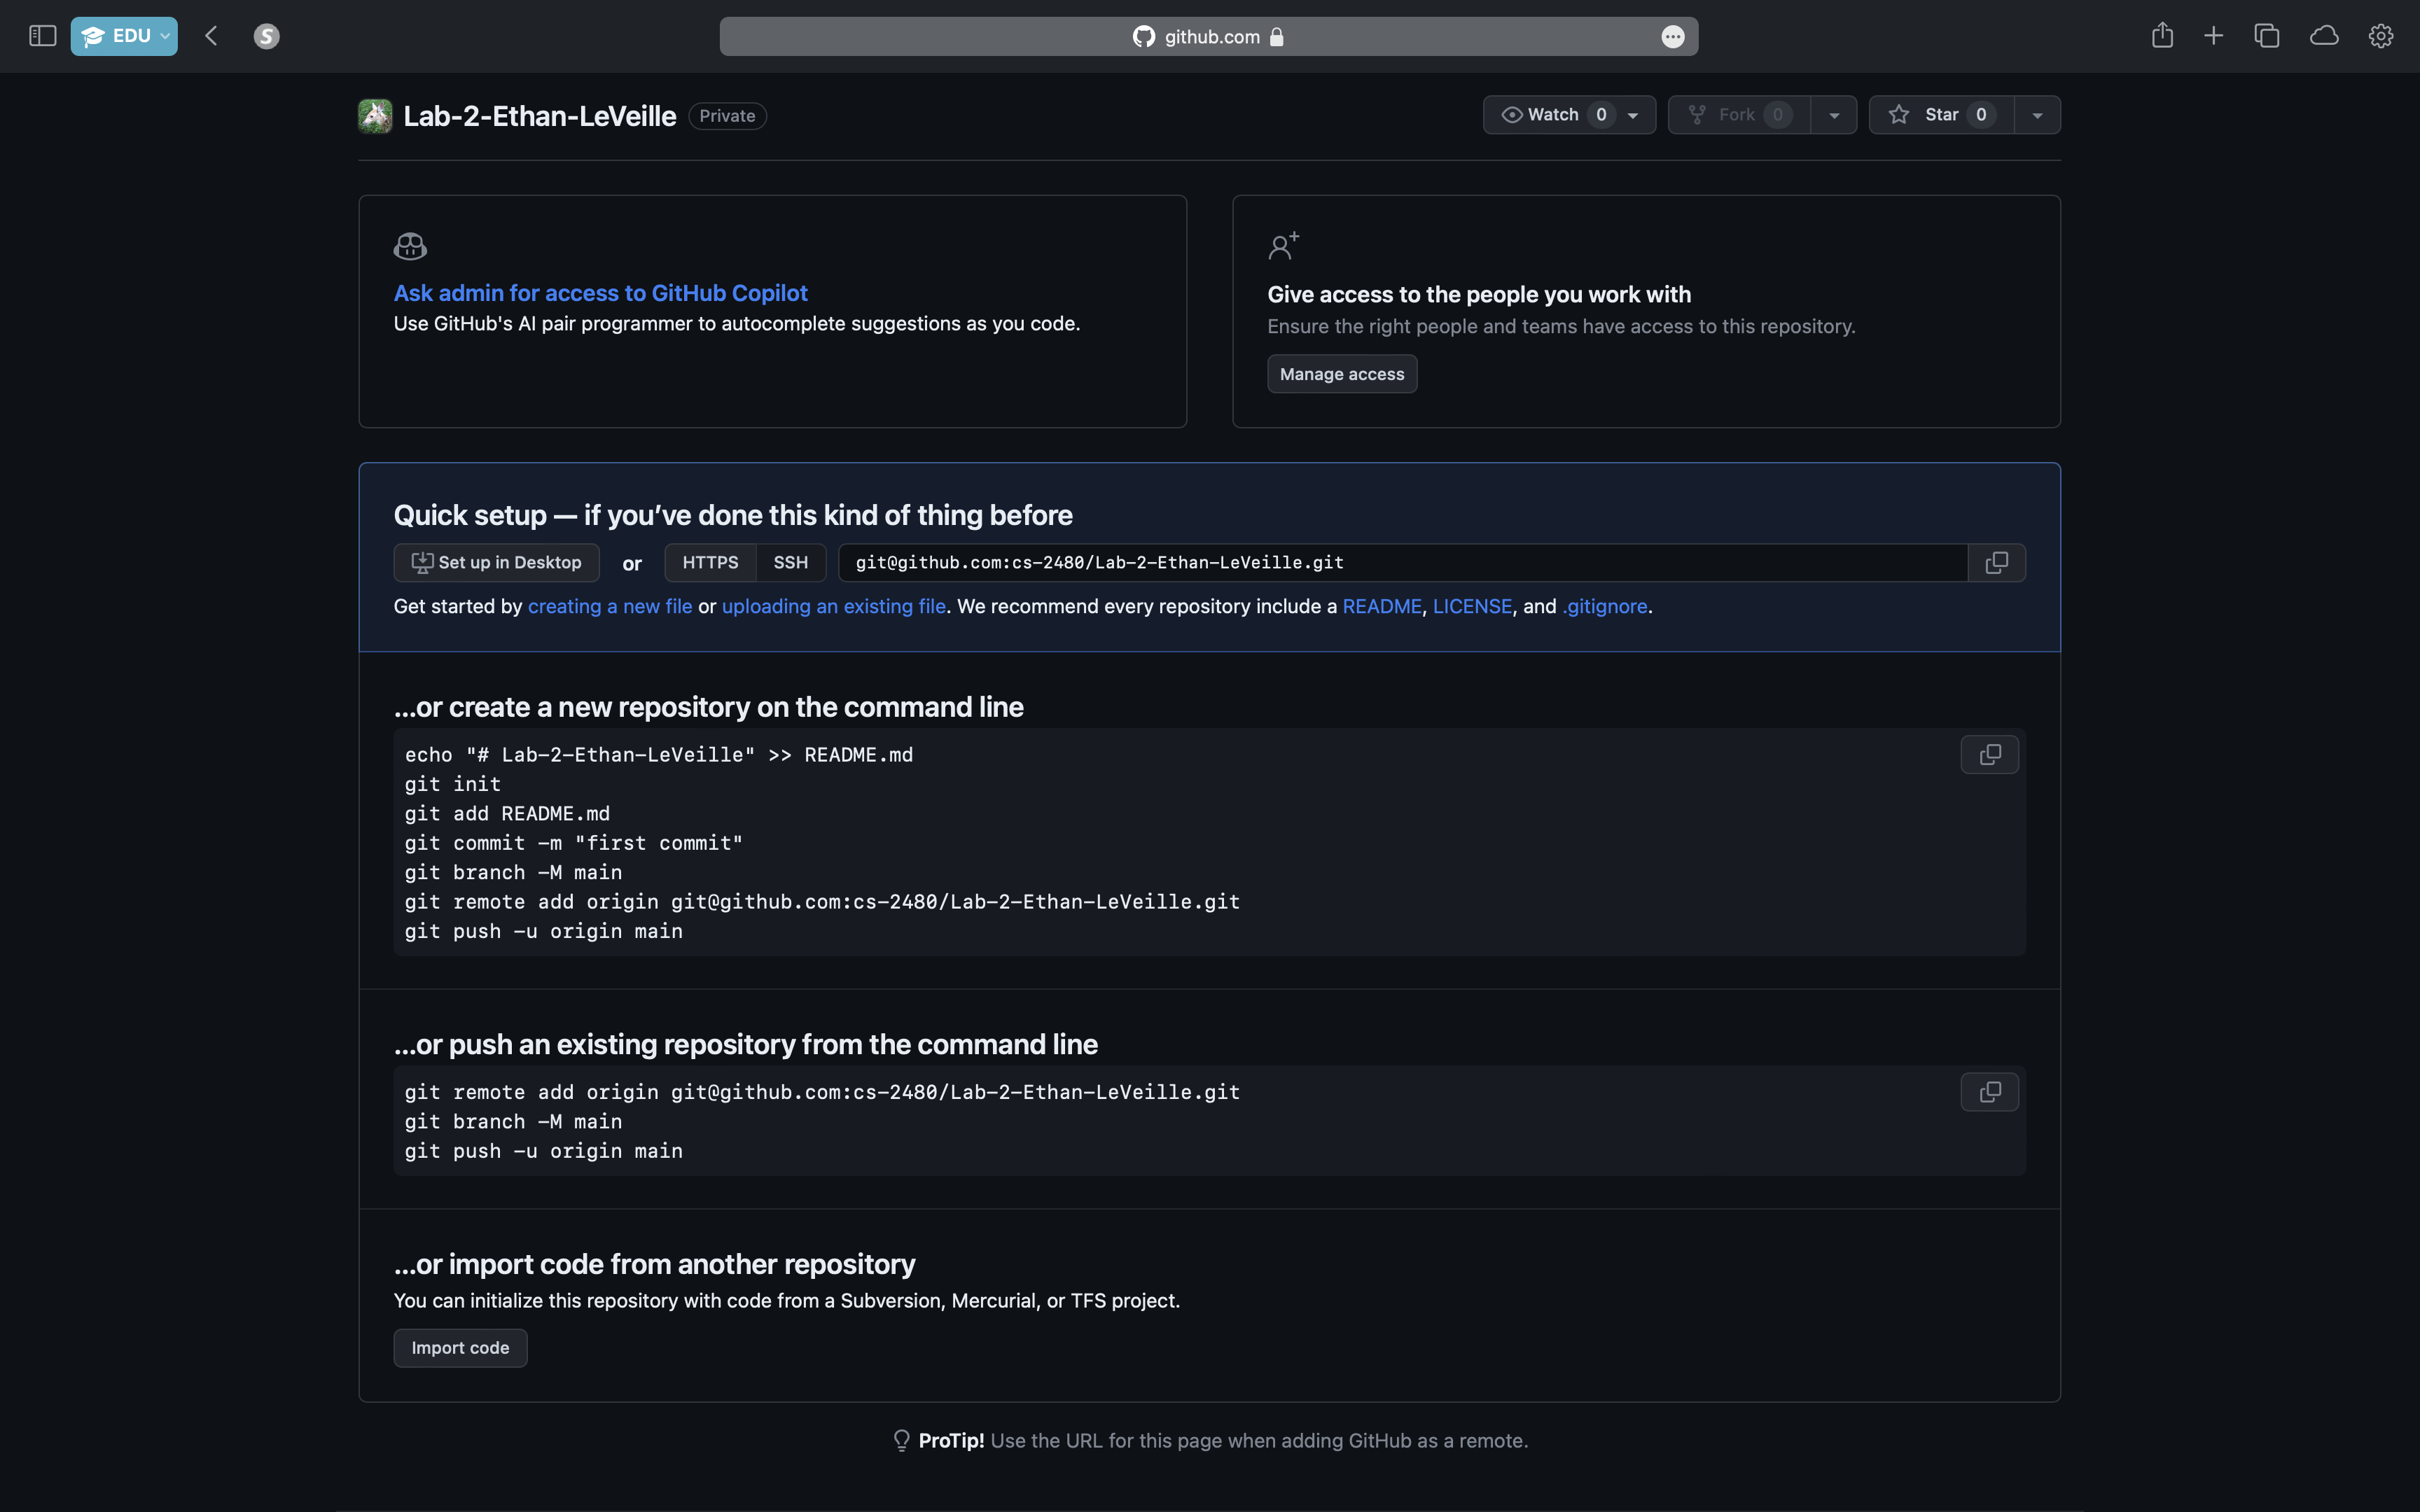 EDU
github.com
Lab-2-Ethan-LeVeille Private
Watch 0
Fork 0
Star 0
Ask admin for access to GitHub Copilot
Use GitHub's AI pair programmer to autocomplete suggestions as you code.
Give access to the people you work with
Ensure the right people and teams have access to this repository.
Manage access
Quick setup — if you’ve done this kind of thing before
Set up in Desktop or HTTPS SSH git@github.com:cs-2480/Lab-2-Ethan-LeVeille.git
Get started by creating a new file or uploading an existing file. We recommend every repository include a README, LICENSE, and .gitignore.
…or create a new repository on the command line
echo "# Lab-2-Ethan-LeVeille" >> README.md
git init
git add README.md
git commit -m "first commit"
git branch -M main
git remote add origin git@github.com:cs-2480/Lab-2-Ethan-LeVeille.git
git push -u origin main
…or push an existing repository from the command line
git remote add origin git@github.com:cs-2480/Lab-2-Ethan-LeVeille.git
git branch -M main
git push -u origin main
…or import code from another repository
You can initialize this repository with code from a Subversion, Mercurial, or TFS project.
Import code
ProTip! Use the URL for this page when adding GitHub as a remote.